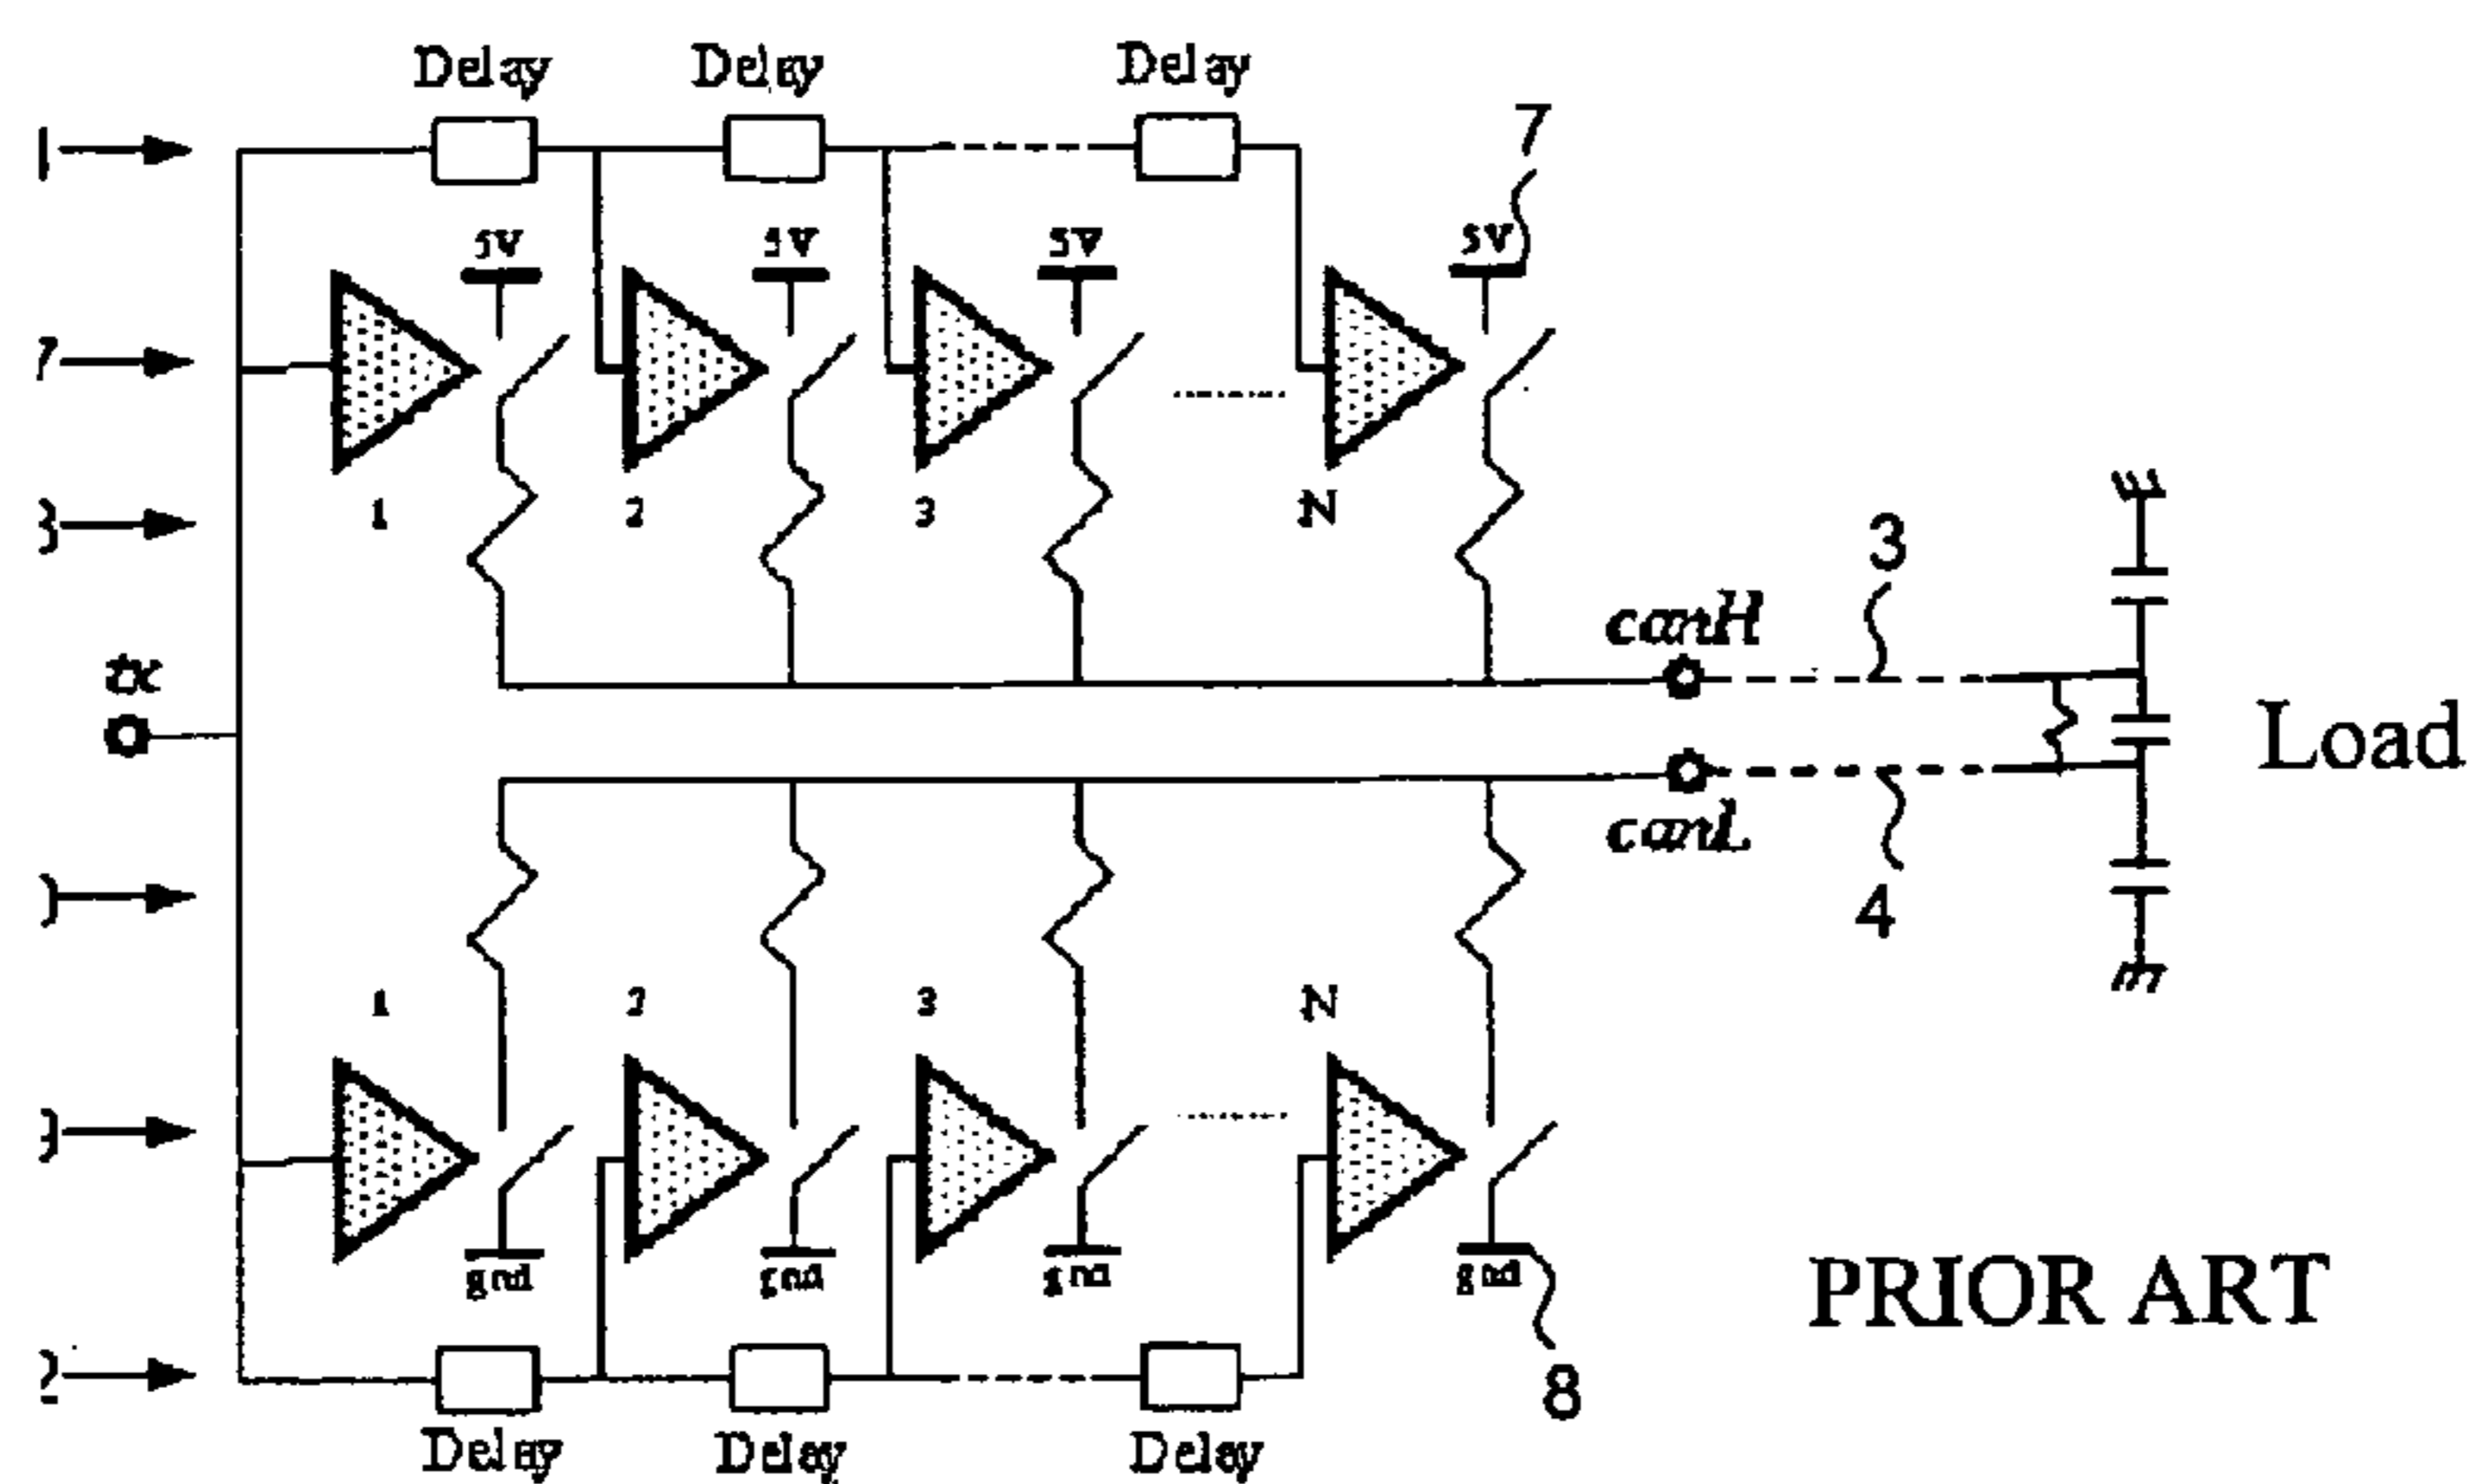 Delay Delay Delay
7
5V 5V 5V 5V
1 2 3 N
3
canH
tx
Load
canL
4
1 2 3 N
gnd gnd gnd gnd
PRIOR ART
8
Delay Delay Delay